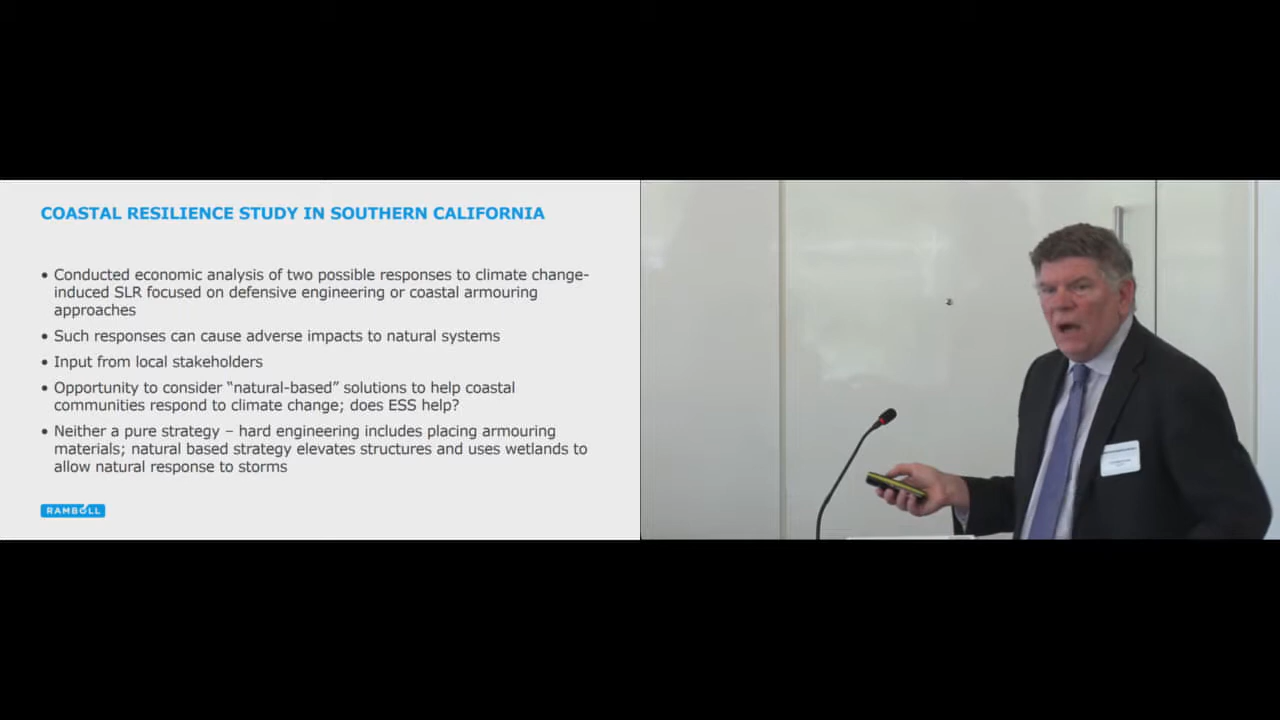 COASTAL RESILIENCE STUDY IN SOUTHERN CALIFORNIA
• Conducted economic analysis of two possible responses to climate change-
induced SLR focused on defensive engineering or coastal armouring
approaches
• Such responses can cause adverse impacts to natural systems
• Input from local stakeholders
• Opportunity to consider “natural-based” solutions to help coastal
communities respond to climate change; does ESS help?
• Neither a pure strategy – hard engineering includes placing armouring
materials; natural based strategy elevates structures and uses wetlands to
allow natural response to storms
RAMBOLL